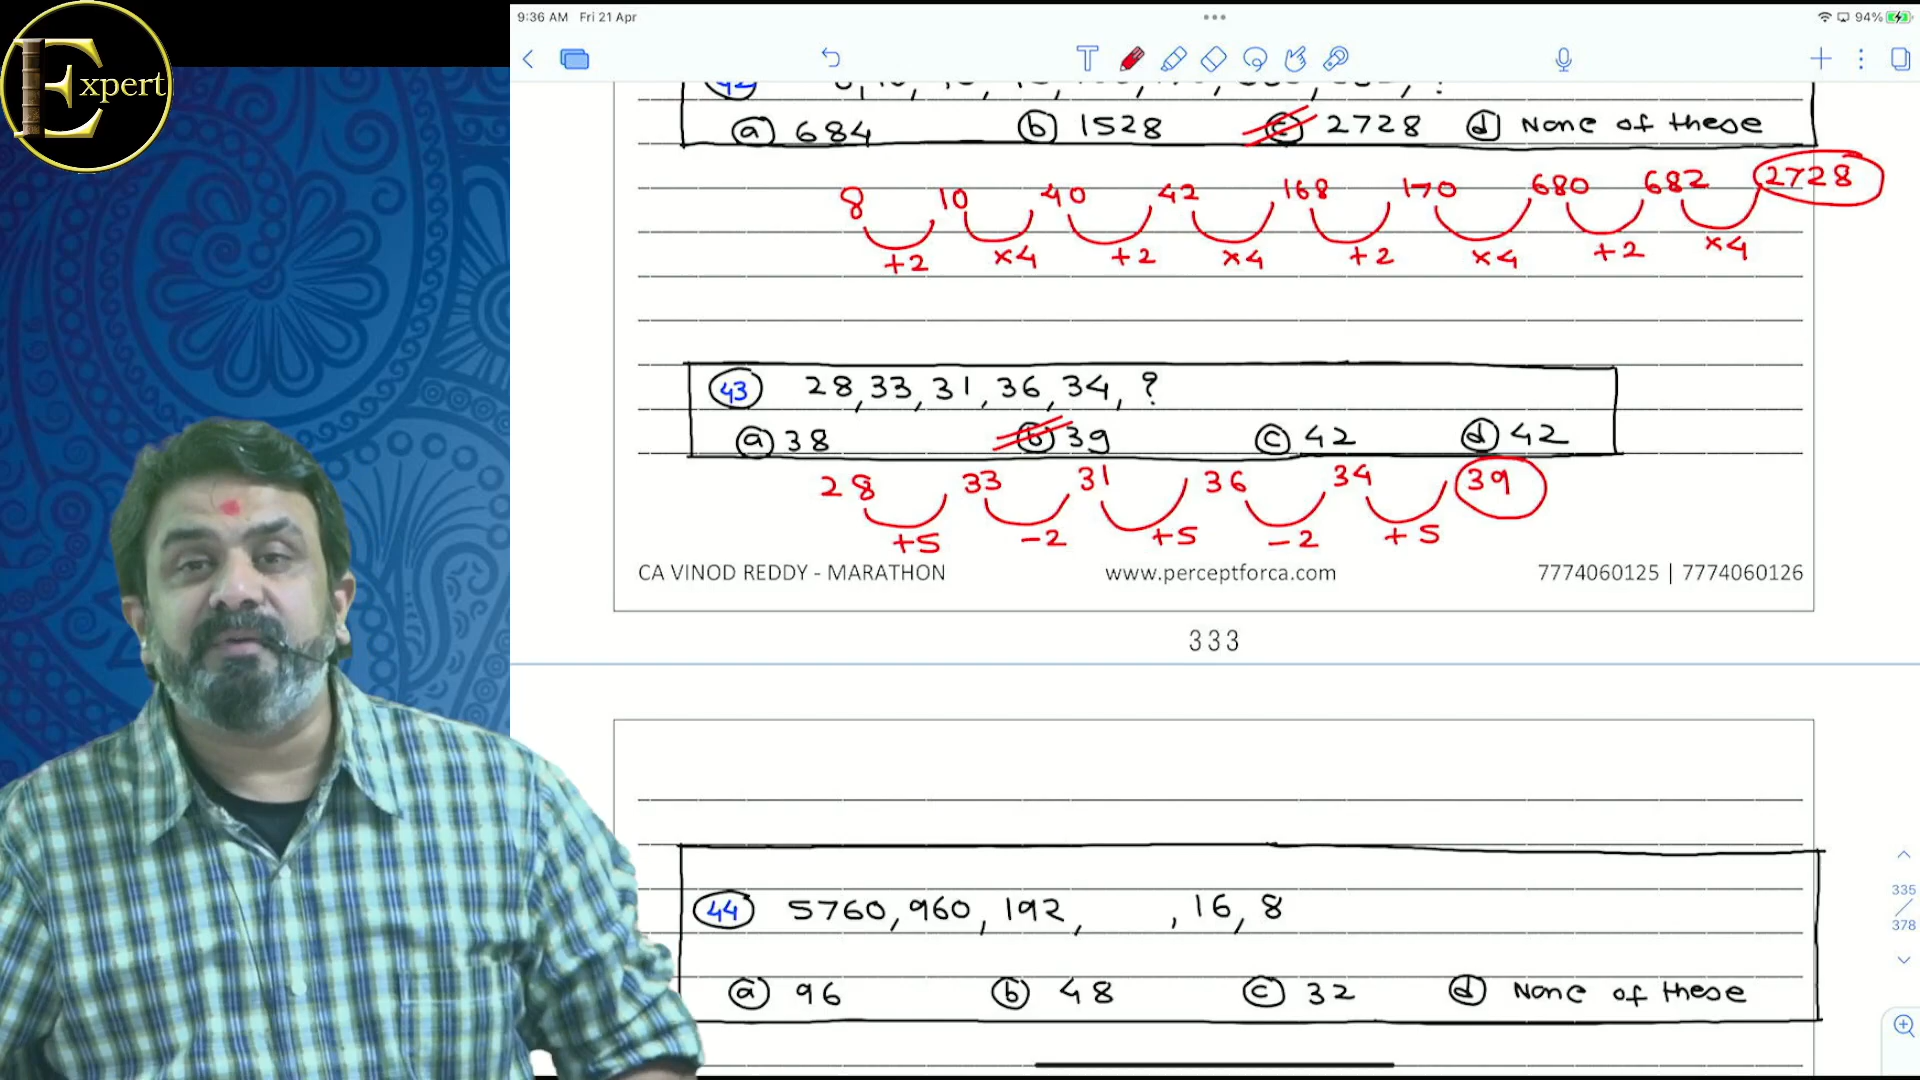 Expert
9:36 AM Fri 21 Apr
94%
T
42
(a) 684 (b) 1528 (c) 2728 (d) None of these
8 10 40 42 168 170 680 682 2728
+2 ×4 +2 ×4 +2 ×4 +2 ×4
43 28, 33, 31, 36, 34, ?
(a) 38 (b) 39 (c) 42 (d) 42
28 33 31 36 34 39
+5 -2 +5 -2 +5
CA VINOD REDDY - MARATHON www.perceptforca.com 7774060125 | 7774060126
333
44 5760, 960, 192, , 16, 8
(a) 96 (b) 48 (c) 32 (d) None of these
335
378